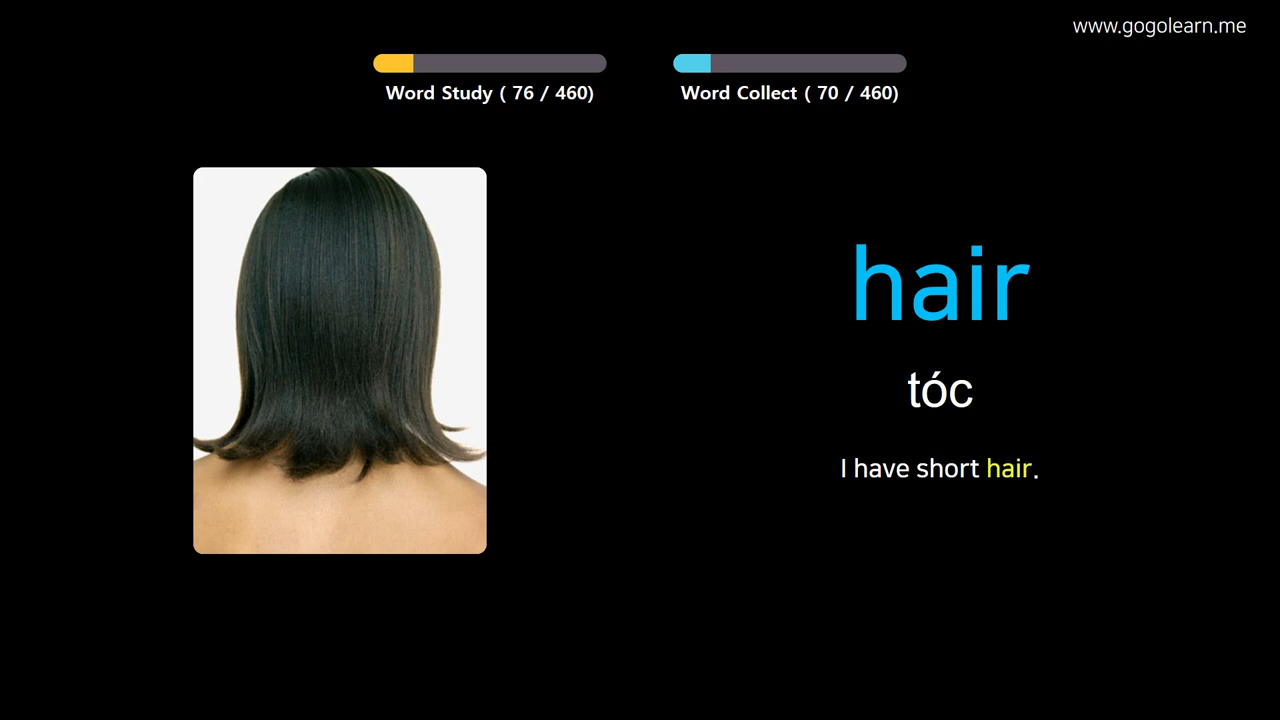 www.gogolearn.me
Word Study ( 76 / 460)
Word Collect ( 70 / 460)
hair
tóc
I have short hair.